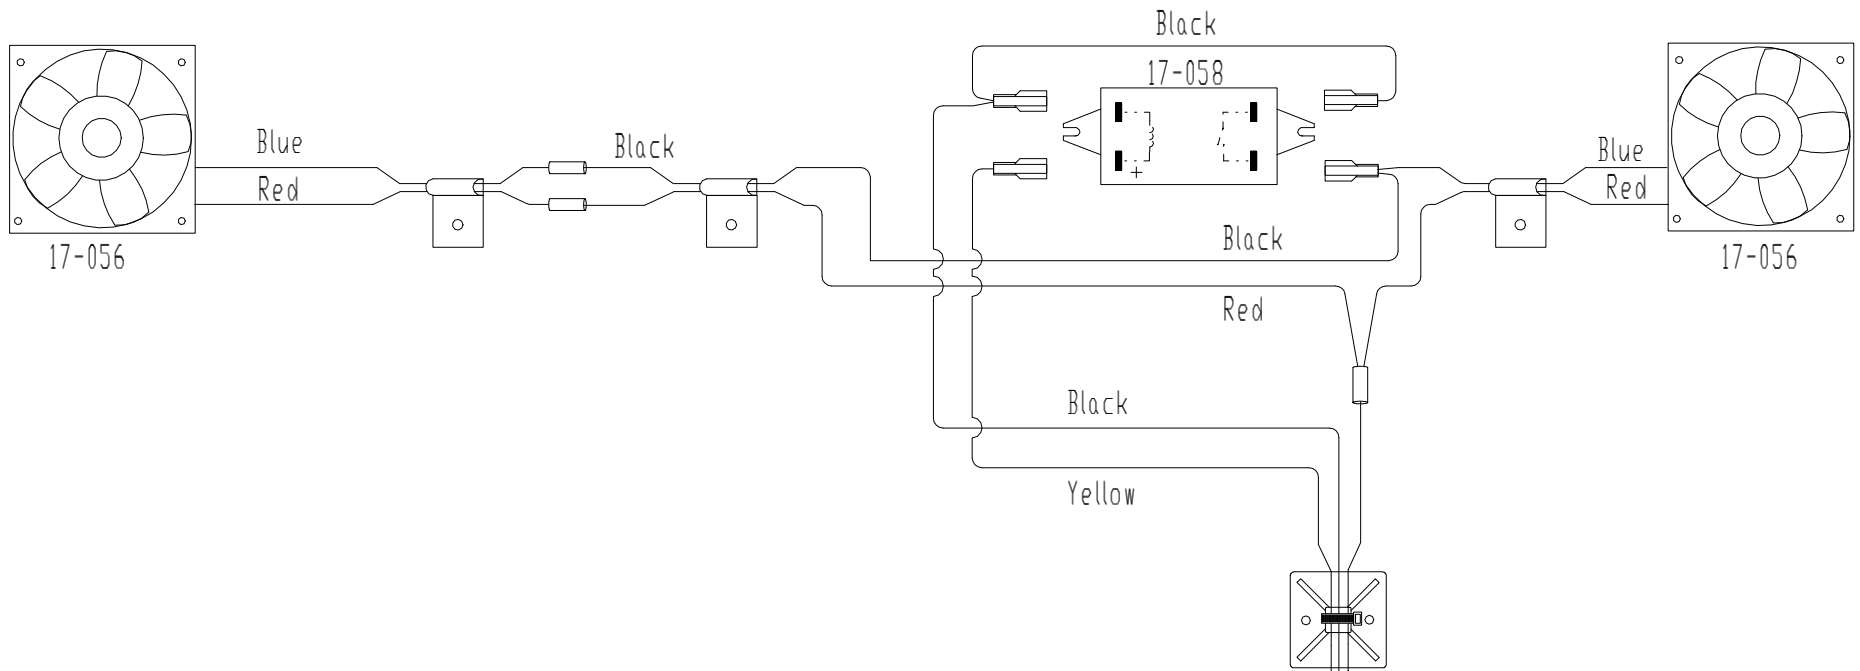 Black
17-058
Blue
Black
Blue
Red
Red
17-056
Black
17-056
Red
Black
Yellow
+